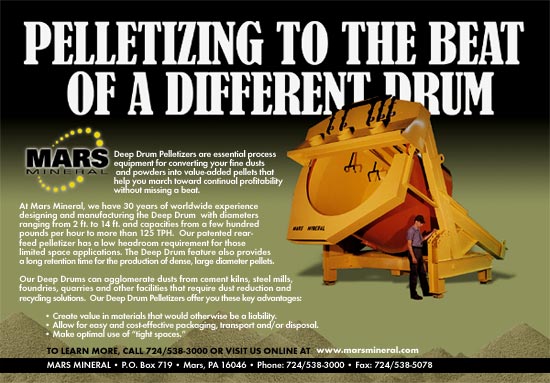 PELLETIZING TO THE BEAT
OF A DIFFERENT DRUM
MARS
MINERAL
Deep Drum Pelletizers are essential process
equipment for converting your fine dusts
and powders into value-added pellets that
help you march toward continual profitability
without missing a beat.
MARS MINERAL
At Mars Mineral, we have 30 years of worldwide experience
designing and manufacturing the Deep Drum with diameters
ranging from 2 ft. to 14 ft. and capacities from a few hundred
pounds per hour to more than 125 TPH. Our patented rear-
feed pelletizer has a low headroom requirement for those
limited space applications. The Deep Drum feature also provides
a long retention time for the production of dense, large diameter pellets.
Our Deep Drums can agglomerate dusts from cement kilns, steel mills,
foundries, quarries and other facilities that require dust reduction and
recycling solutions. Our Deep Drum Pelletizers offer you these key advantages:
• Create value in materials that would otherwise be a liability.
• Allow for easy and cost-effective packaging, transport and/or disposal.
• Make optimal use of "tight spaces."
TO LEARN MORE, CALL 724/538-3000 OR VISIT US ONLINE AT www.marsmineral.com
MARS MINERAL • P.O. Box 719 • Mars, PA 16046 • Phone: 724/538-3000 • Fax: 724/538-5078